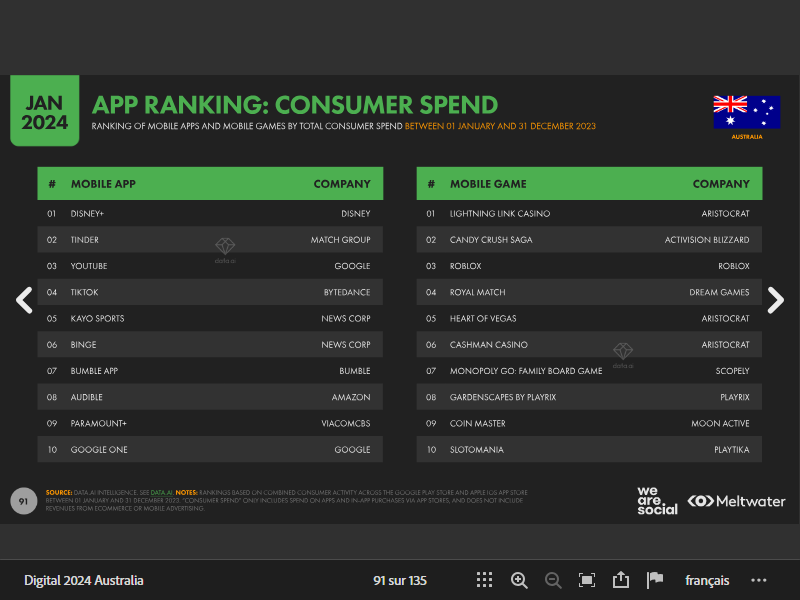 JAN
2024
APP RANKING: CONSUMER SPEND
RANKING OF MOBILE APPS AND MOBILE GAMES BY TOTAL CONSUMER SPEND BETWEEN 01 JANUARY AND 31 DECEMBER 2023
AUSTRALIA
# MOBILE APP COMPANY
01 DISNEY+ DISNEY
02 TINDER MATCH GROUP
03 YOUTUBE GOOGLE
04 TIKTOK BYTEDANCE
05 KAYO SPORTS NEWS CORP
06 BINGE NEWS CORP
07 BUMBLE APP BUMBLE
08 AUDIBLE AMAZON
09 PARAMOUNT+ VIACOMCBS
10 GOOGLE ONE GOOGLE
data.ai
# MOBILE GAME COMPANY
01 LIGHTNING LINK CASINO ARISTOCRAT
02 CANDY CRUSH SAGA ACTIVISION BLIZZARD
03 ROBLOX ROBLOX
04 ROYAL MATCH DREAM GAMES
05 HEART OF VEGAS ARISTOCRAT
06 CASHMAN CASINO ARISTOCRAT
07 MONOPOLY GO: FAMILY BOARD GAME SCOPELY
08 GARDENSCAPES BY PLAYRIX PLAYRIX
09 COIN MASTER MOON ACTIVE
10 SLOTOMANIA PLAYTIKA
data.ai
91
SOURCE: DATA.AI INTELLIGENCE. SEE DATA.AI. NOTES: RANKINGS BASED ON COMBINED CONSUMER ACTIVITY ACROSS THE GOOGLE PLAY STORE AND APPLE IOS APP STORE
BETWEEN 01 JANUARY AND 31 DECEMBER 2023. "CONSUMER SPEND" ONLY INCLUDES SPEND ON APPS AND IN-APP PURCHASES VIA APP STORES, AND DOES NOT INCLUDE
REVENUES FROM ECOMMERCE OR MOBILE ADVERTISING.
we
are.
social
Meltwater
Digital 2024 Australia
91 sur 135
français